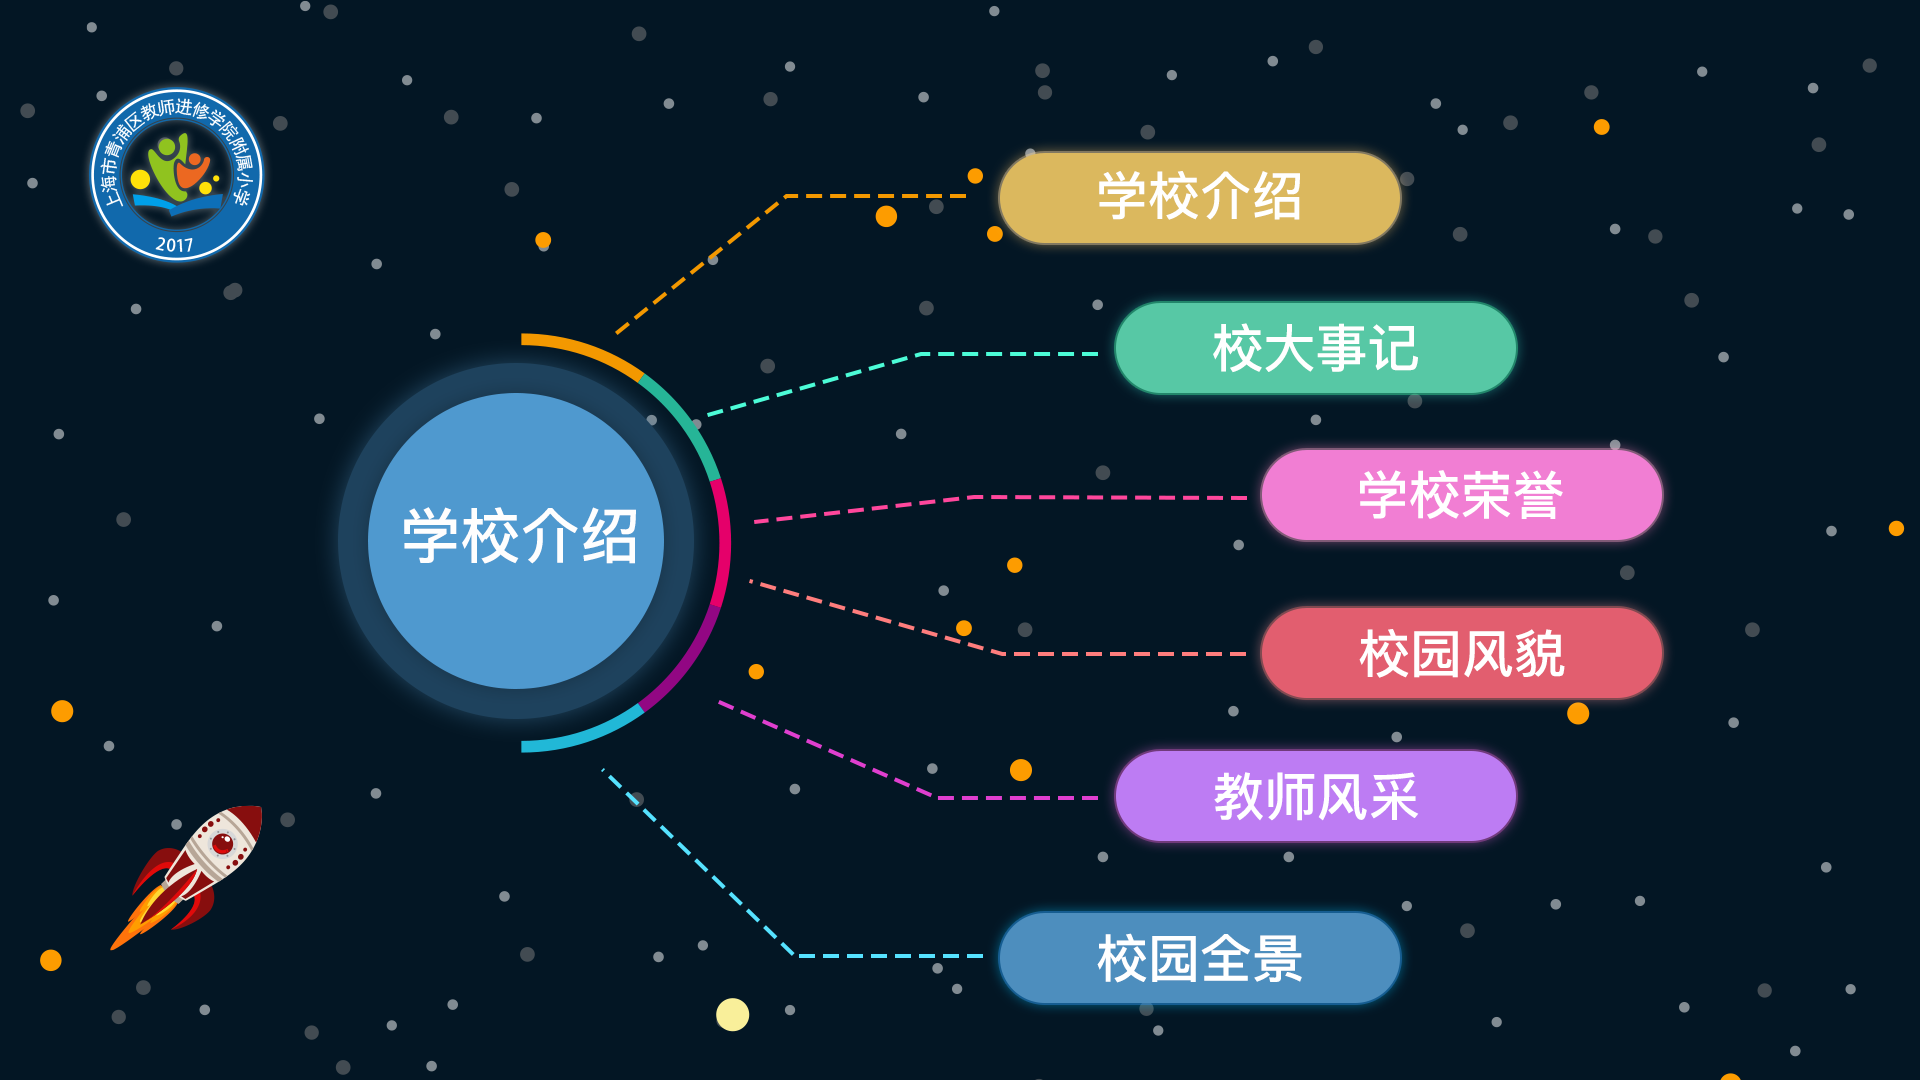 上海市青浦区教师进修学院附属小学
2017
学校介绍
学校介绍
校大事记
学校荣誉
校园风貌
教师风采
校园全景